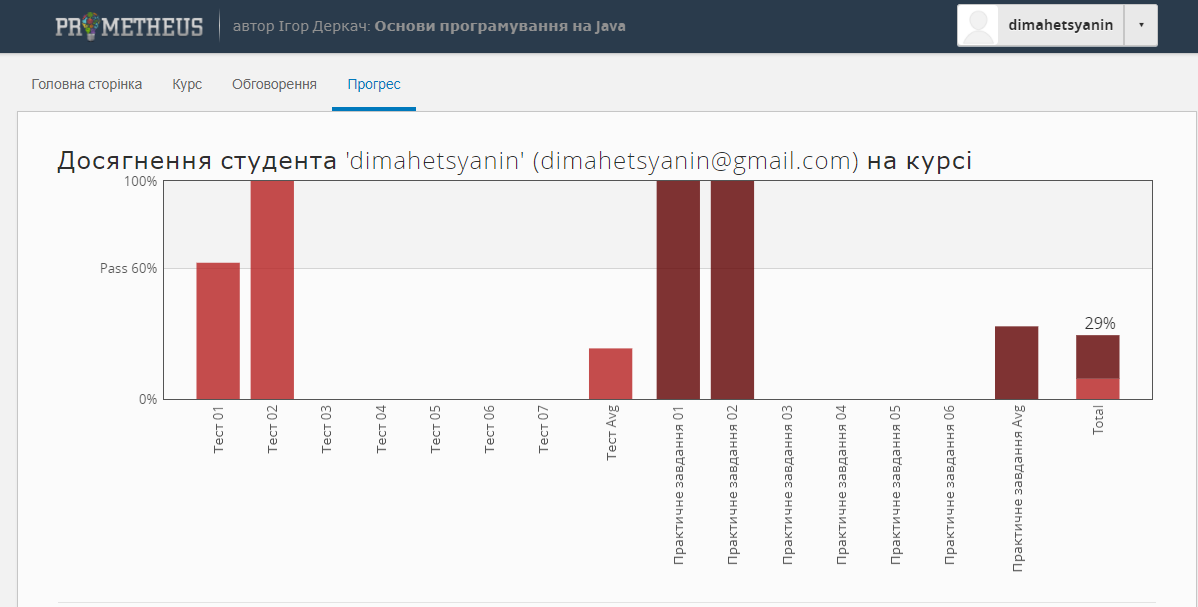 PROMETHEUS автор Ігор Деркач: Основи програмування на Java dimahetsyanin
Головна сторінка Курс Обговорення Прогрес
Досягнення студента 'dimahetsyanin' (dimahetsyanin@gmail.com) на курсі
100%
Pass 60%
29%
0%
Тест 01
Тест 02
Тест 03
Тест 04
Тест 05
Тест 06
Тест 07
Тест Avg
Практичне завдання 01
Практичне завдання 02
Практичне завдання 03
Практичне завдання 04
Практичне завдання 05
Практичне завдання 06
Практичне завдання Avg
Total